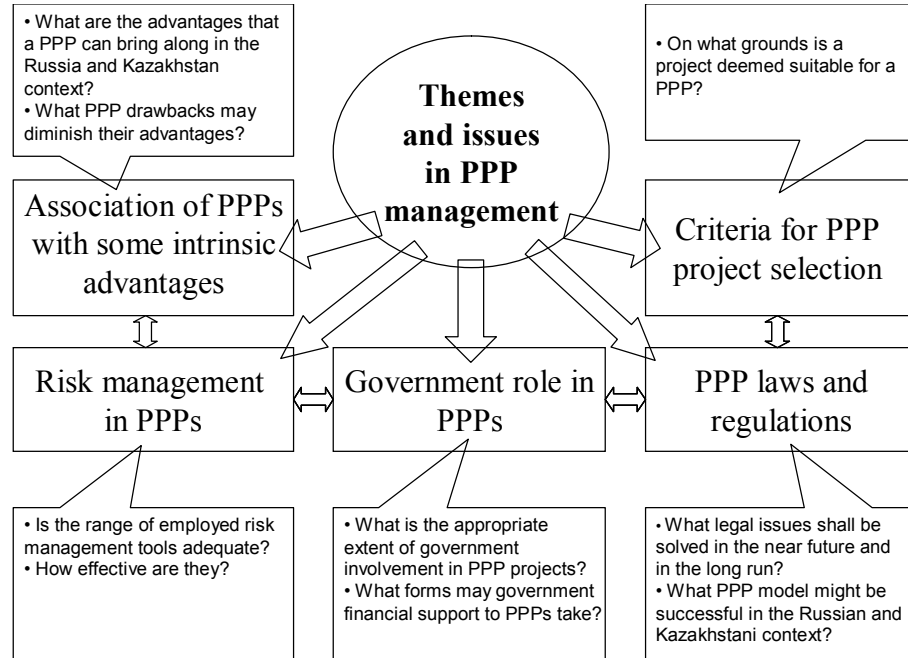 • What are the advantages that
a PPP can bring along in the
Russia and Kazakhstan
context?
• What PPP drawbacks may
diminish their advantages?
Themes
and issues
in PPP
management
• On what grounds is a
project deemed suitable for a
PPP?
Association of PPPs
with some intrinsic
advantages
Criteria for PPP
project selection
Risk management
in PPPs
Government role in
PPPs
PPP laws and
regulations
• Is the range of employed risk
management tools adequate?
• How effective are they?
• What is the appropriate
extent of government
involvement in PPP projects?
• What forms may government
financial support to PPPs take?
• What legal issues shall be
solved in the near future and
in the long run?
• What PPP model might be
successful in the Russian and
Kazakhstani context?